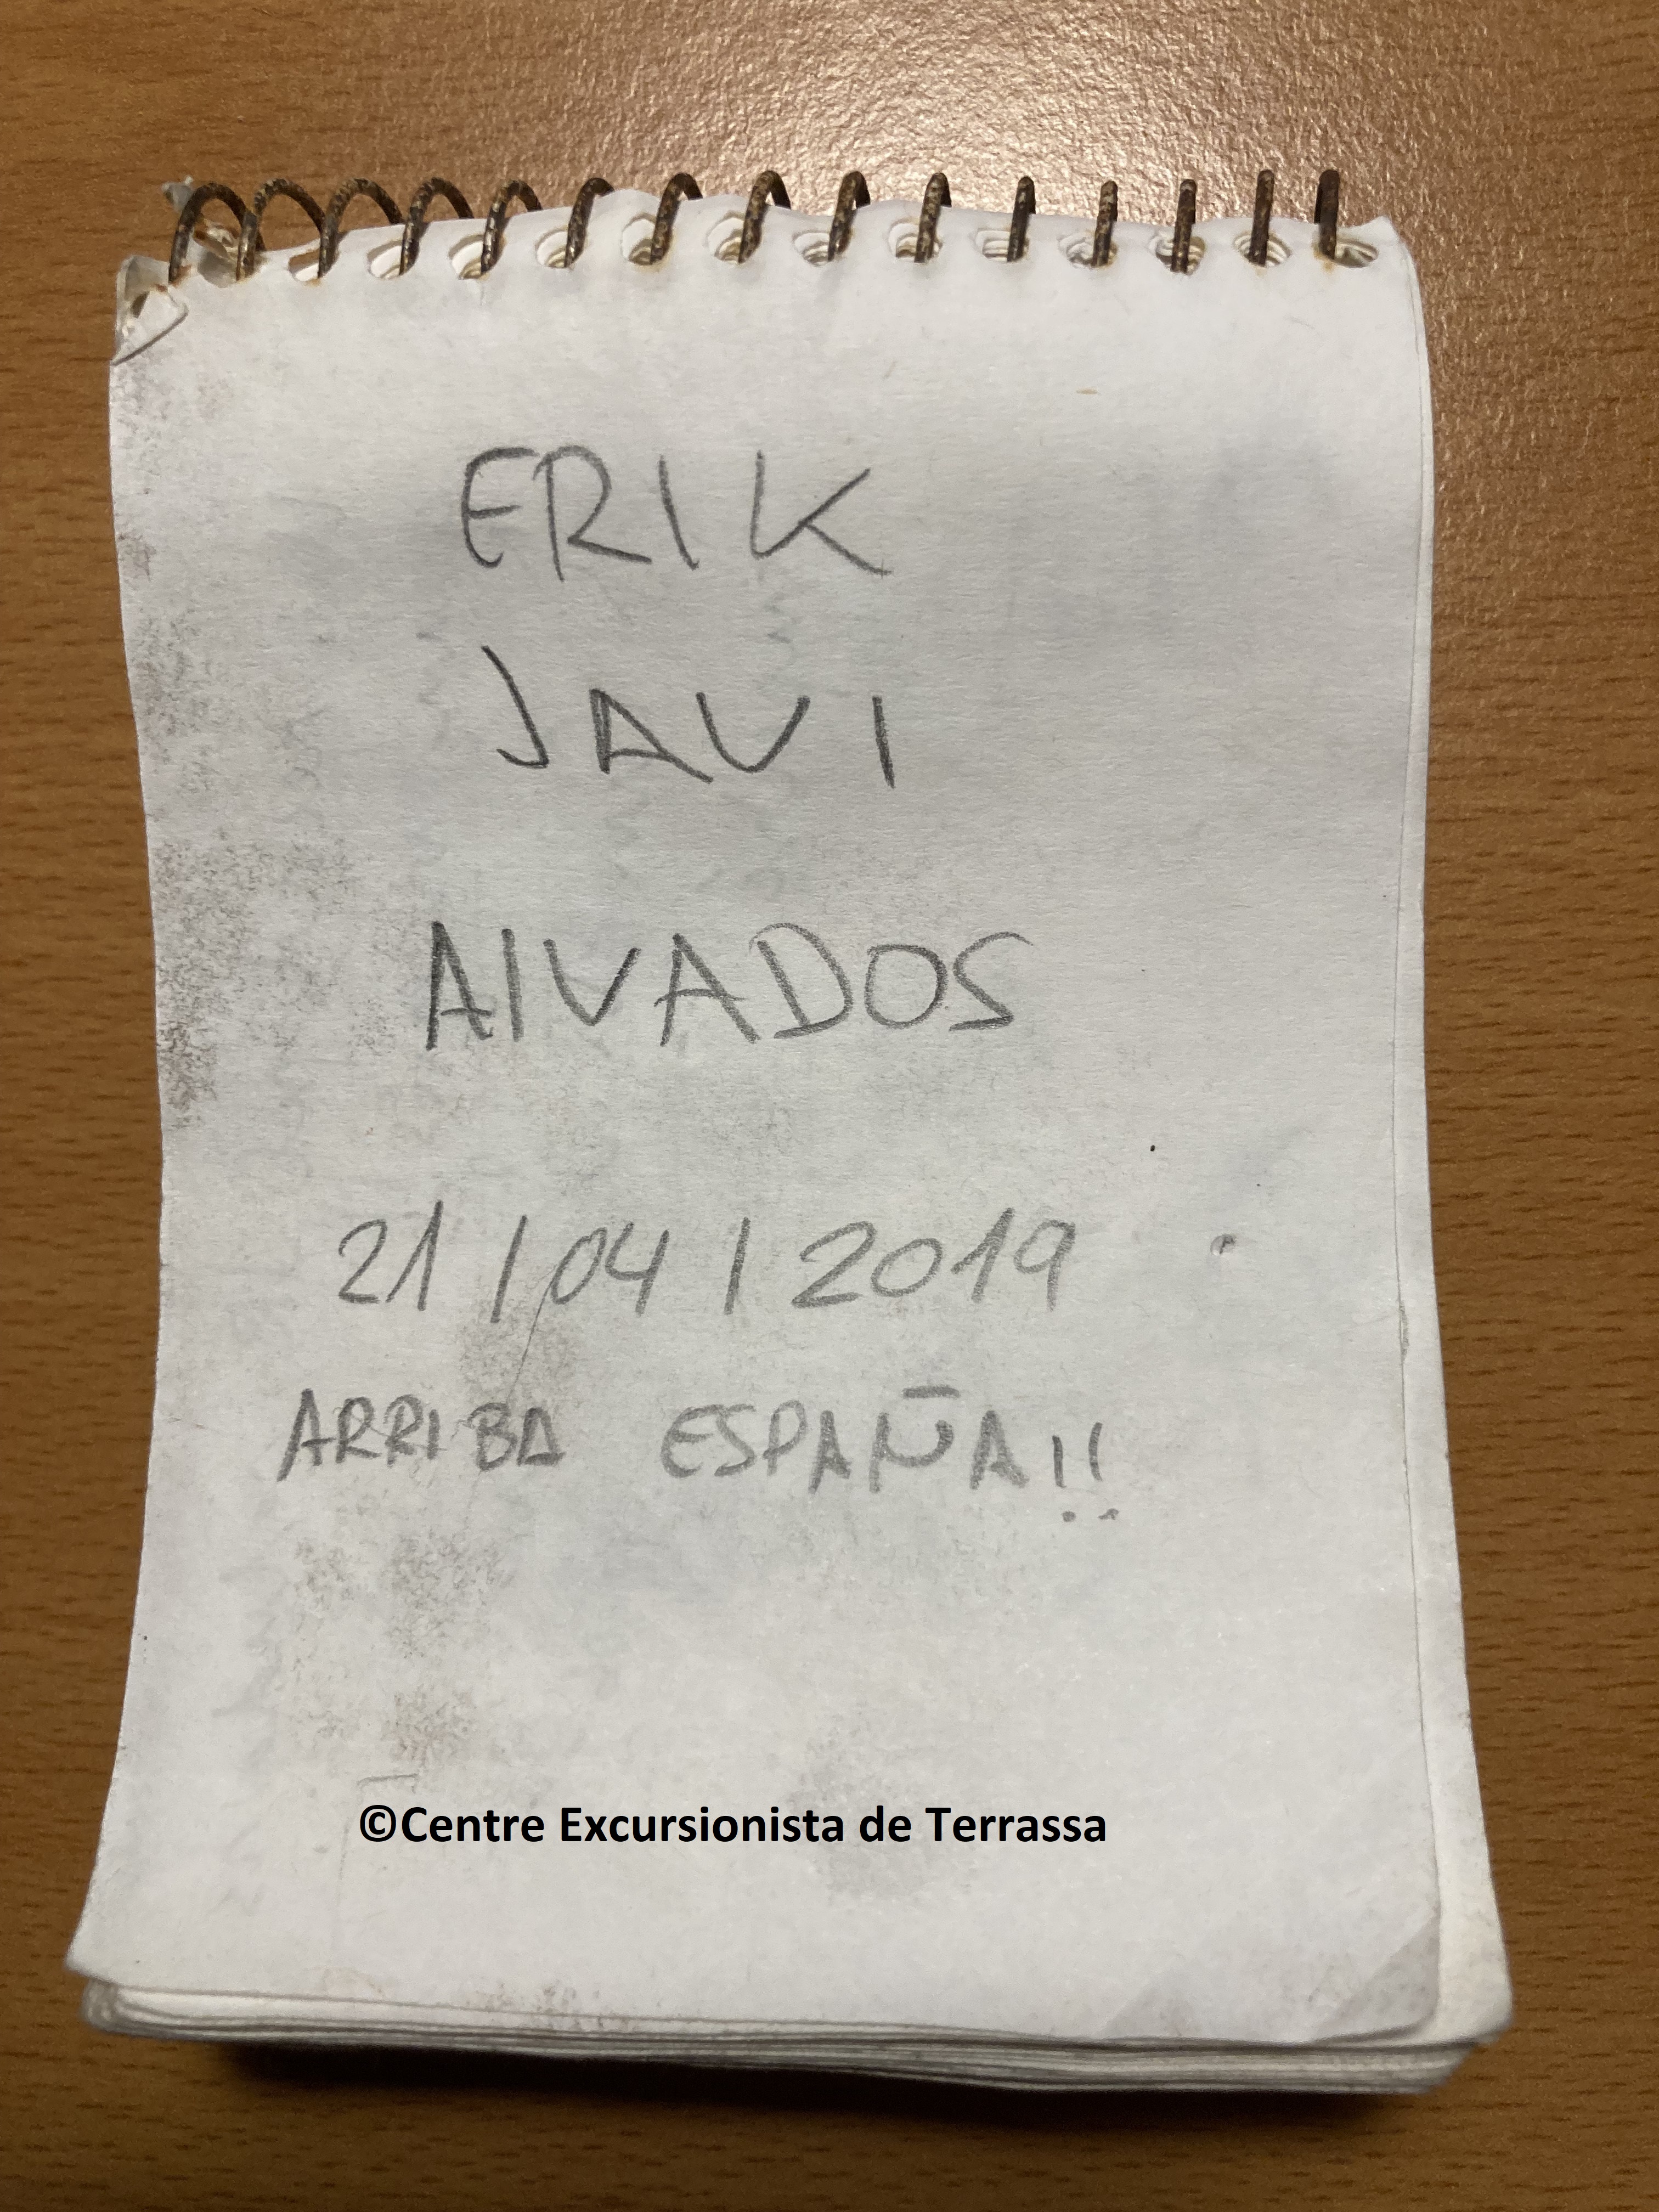 ERIK
JAVI
AIVADOS
21/04/2019
ARRIBA ESPAÑA!!
©Centre Excursionista de Terrassa